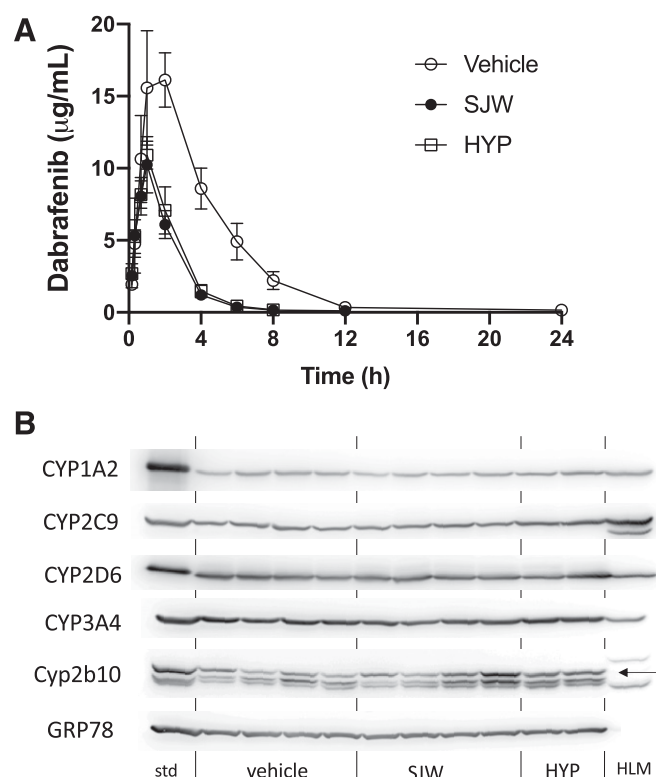 A
Dabrafenib (µg/mL)
20
15
10
5
0
Vehicle
SJW
HYP
0 4 8 12 16 20 24
Time (h)
B
CYP1A2
CYP2C9
CYP2D6
CYP3A4
Cyp2b10
GRP78
std vehicle SJW HYP HLM